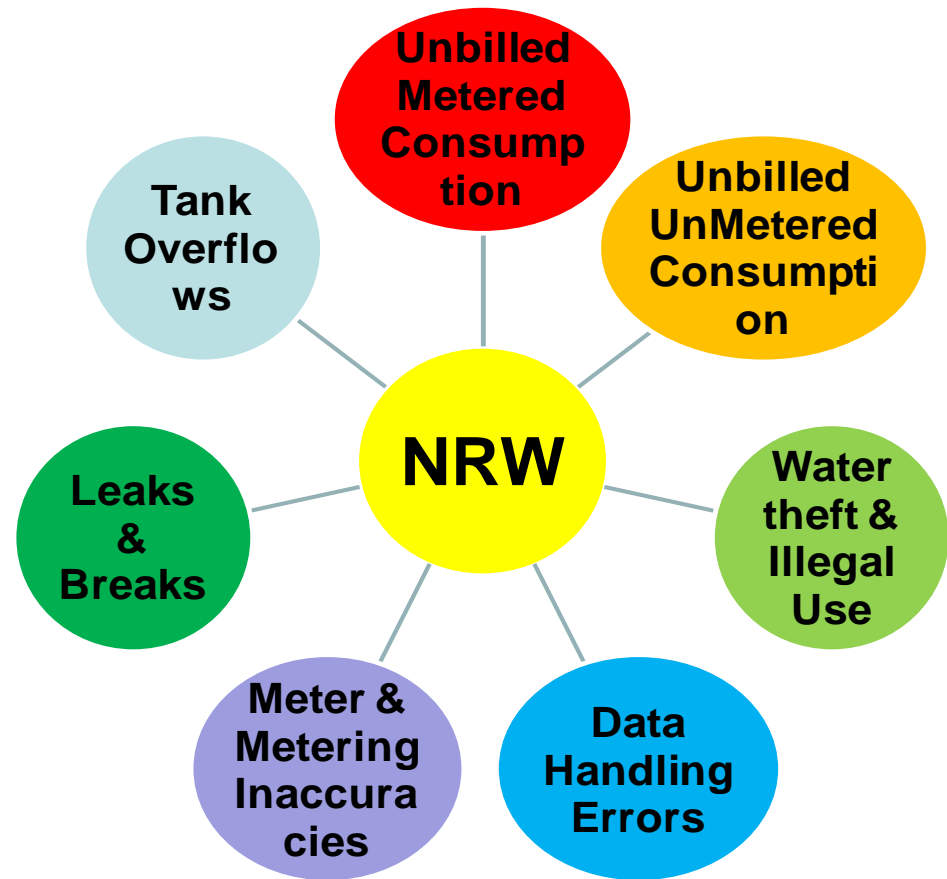 Unbilled
Metered
Consump
tion
Unbilled
UnMetered
Consumpti
on
Water
theft &
Illegal
Use
Data
Handling
Errors
Meter &
Metering
Inaccura
cies
Leaks
&
Breaks
Tank
Overflo
ws
NRW